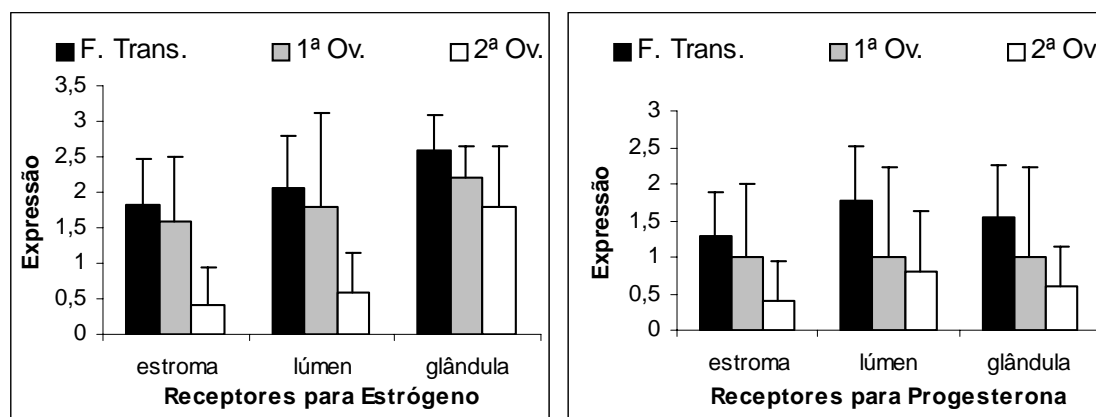 F. Trans. 1ª Ov. 2ª Ov.
3,5
3
2,5
2
1,5
1
0,5
0
Expressão
estroma lúmen glândula
Receptores para Estrógeno
F. Trans. 1ª Ov. 2ª Ov.
3
2,5
2
1,5
1
0,5
0
Expressão
estroma lúmen glândula
Receptores para Progesterona